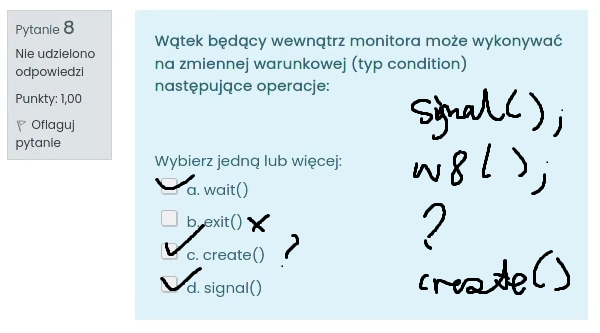 Pytanie 8
Nie udzielono
odpowiedzi
Punkty: 1,00
Oflaguj
pytanie
Wątek będący wewnątrz monitora może wykonywać
na zmiennej warunkowej (typ condition)
następujące operacje:
signal();
w8();
?
create()
Wybierz jedną lub więcej:
a. wait()
b. exit() x
c. create() ?
d. signal()